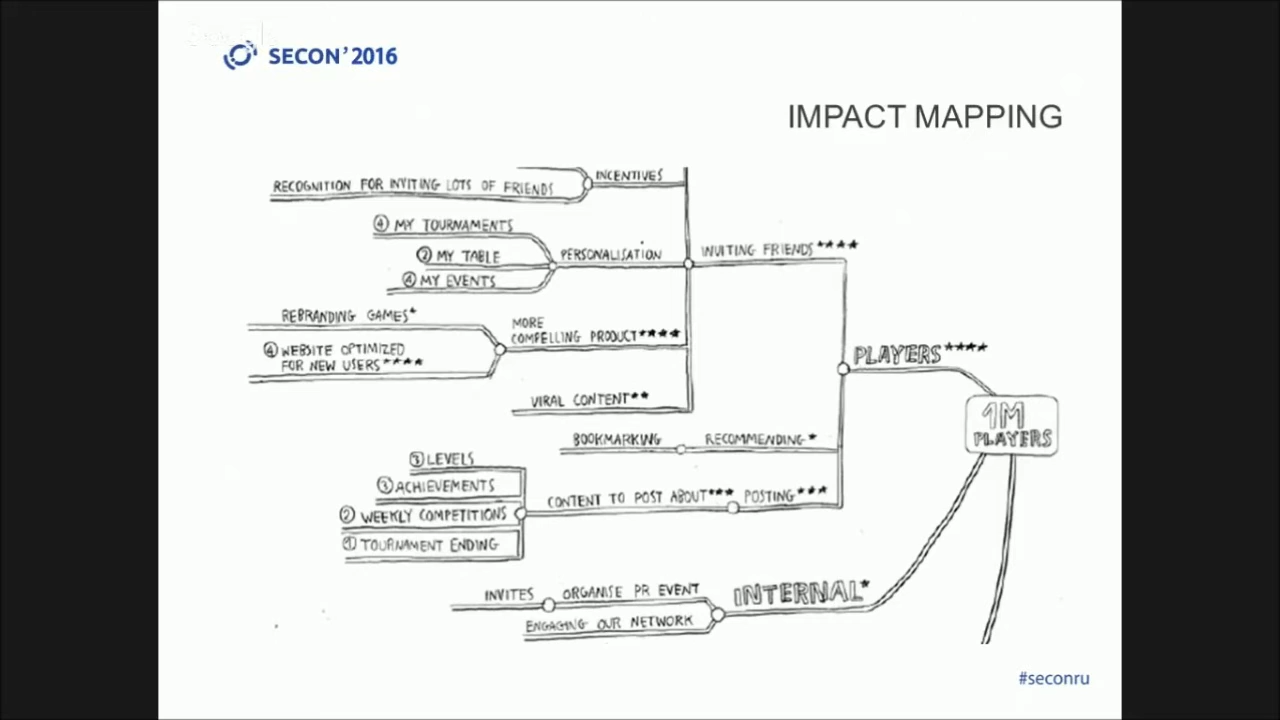 SECON’2016
IMPACT MAPPING
INCENTIVES
RECOGNITION FOR INVITING LOTS OF FRIENDS
④ MY TOURNAMENTS
② MY TABLE
④ MY EVENTS
PERSONALISATION
INVITING FRIENDS****
REBRANDING GAMES*
④ WEBSITE OPTIMIZED
FOR NEW USERS****
MORE
COMPELLING PRODUCT****
VIRAL CONTENT**
PLAYERS****
1M
PLAYERS
BOOKMARKING
RECOMMENDING*
③ LEVELS
③ ACHIEVEMENTS
② WEEKLY COMPETITIONS
① TOURNAMENT ENDING
CONTENT TO POST ABOUT***
POSTING***
INVITES
ORGANISE PR EVENT
ENGAGING OUR NETWORK
INTERNAL*
#seconru